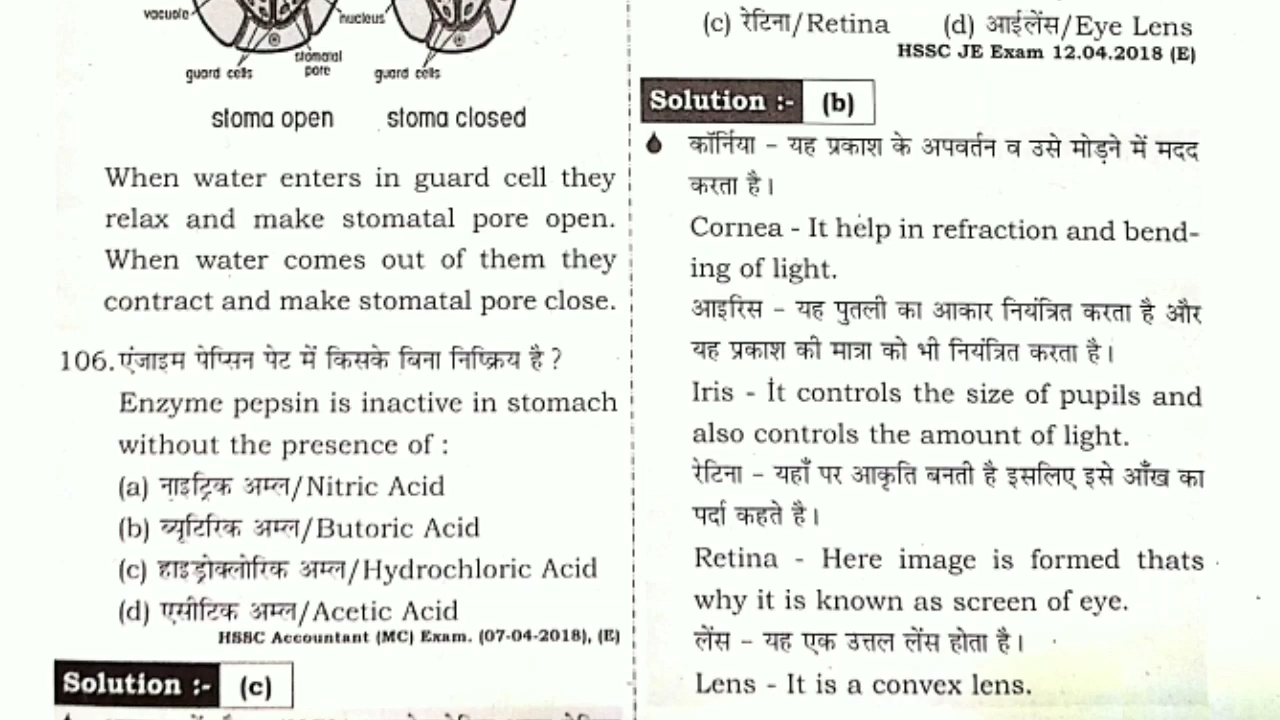 vacuole
nucleus
stomatal
pore
guard cells
guard cells
stoma open
stoma closed
When water enters in guard cell they
relax and make stomatal pore open.
When water comes out of them they
contract and make stomatal pore close.
106. एंजाइम पेप्सिन पेट में किसके बिना निष्क्रिय है ?
Enzyme pepsin is inactive in stomach
without the presence of :
(a) नाइट्रिक अम्ल/Nitric Acid
(b) ब्यूटिरिक अम्ल/Butoric Acid
(c) हाइड्रोक्लोरिक अम्ल/Hydrochloric Acid
(d) एसीटिक अम्ल/Acetic Acid
HSSC Accountant (MC) Exam. (07-04-2018), (E)
Solution :- (c)
(c) रेटिना/Retina (d) आईलेंस/Eye Lens
HSSC JE Exam 12.04.2018 (E)
Solution :- (b)
कॉर्निया - यह प्रकाश के अपवर्तन व उसे मोड़ने में मदद
करता है।
Cornea - It help in refraction and bend-
ing of light.
आइरिस - यह पुतली का आकार नियंत्रित करता है और
यह प्रकाश की मात्रा को भी नियंत्रित करता है।
Iris - It controls the size of pupils and
also controls the amount of light.
रेटिना - यहाँ पर आकृति बनती है इसलिए इसे आँख का
पर्दा कहते है।
Retina - Here image is formed thats
why it is known as screen of eye.
लेंस - यह एक उत्तल लेंस होता है।
Lens - It is a convex lens.